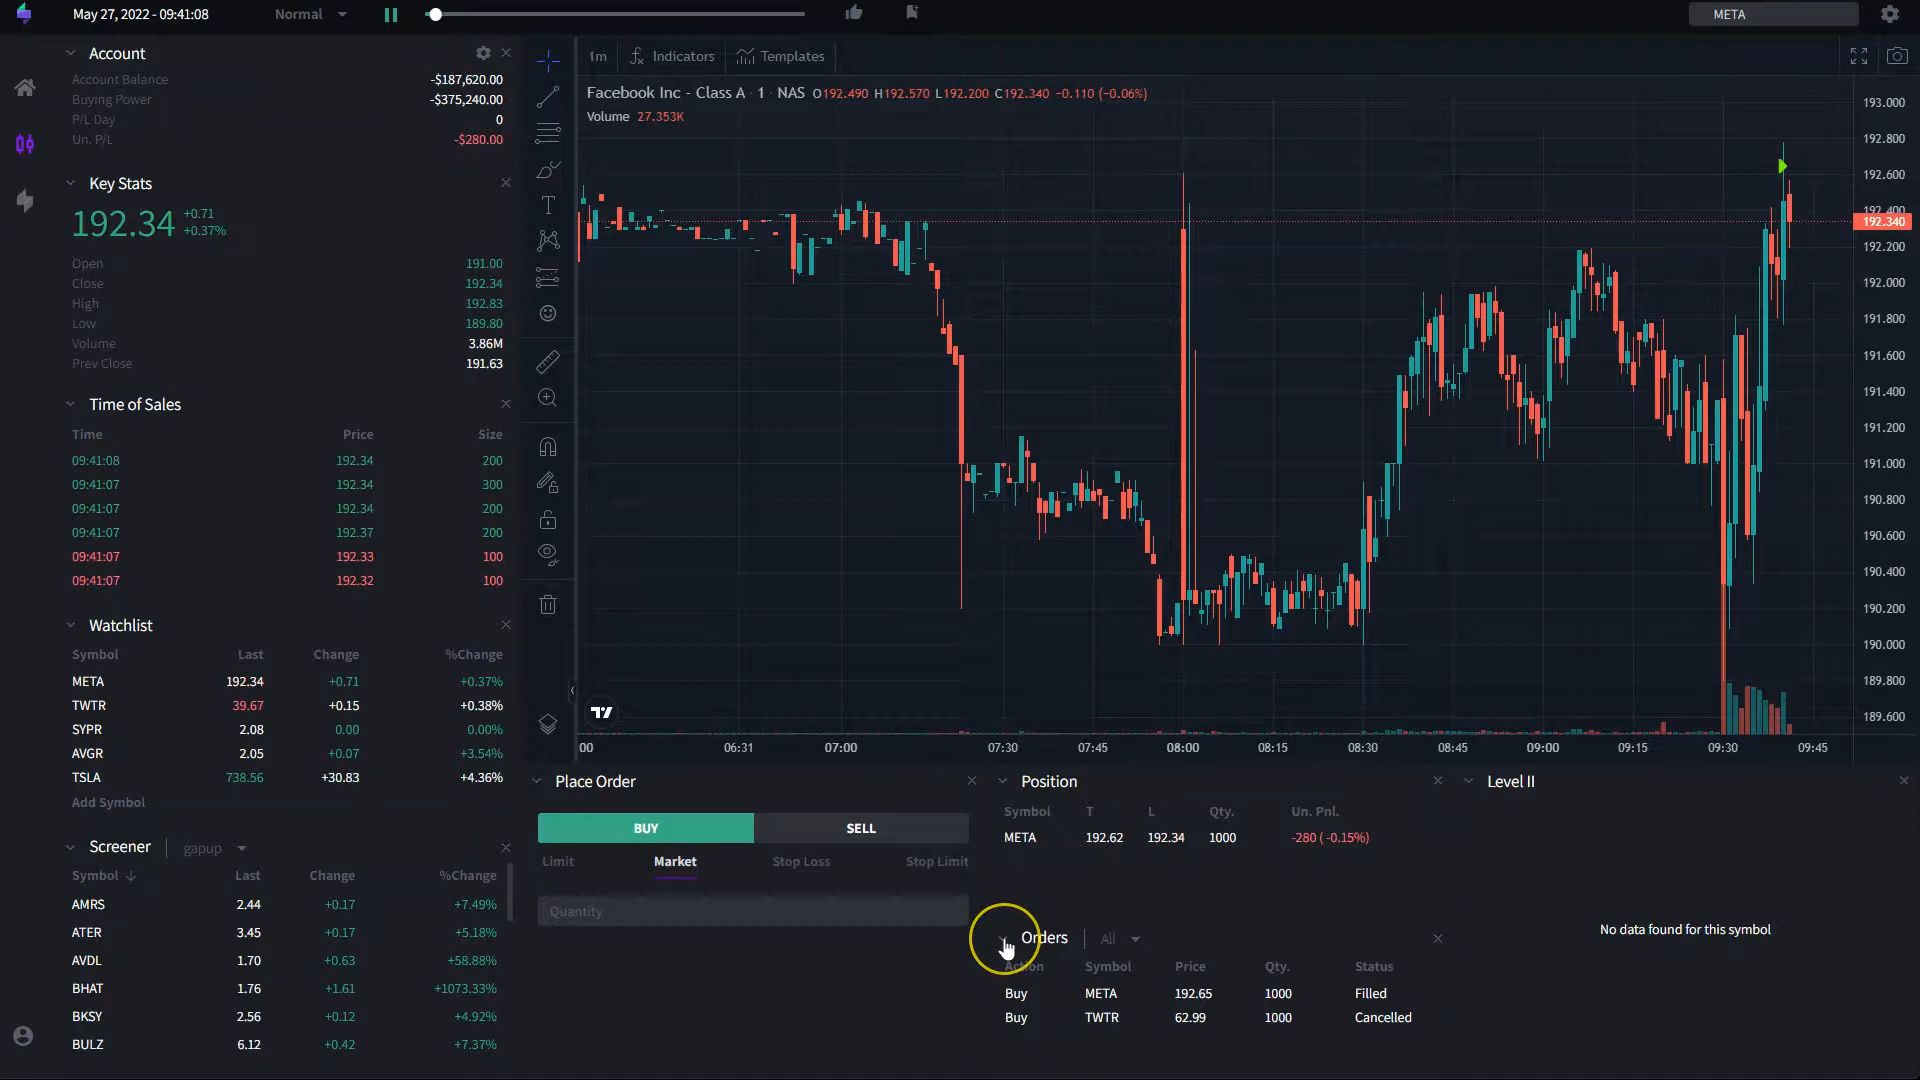 May 27, 2022 - 09:41:08
Normal
META
Account
Account Balance -$187,620.00
Buying Power -$375,240.00
P/L Day 0
Un. P/L -$280.00
Key Stats
192.34 +0.71
+0.37%
Open 191.00
Close 192.34
High 192.83
Low 189.80
Volume 3.86M
Prev Close 191.63
Time of Sales
Time Price Size
09:41:08 192.34 200
09:41:07 192.34 300
09:41:07 192.34 200
09:41:07 192.37 200
09:41:07 192.33 100
09:41:07 192.32 100
Watchlist
Symbol Last Change %Change
META 192.34 +0.71 +0.37%
TWTR 39.67 +0.15 +0.38%
SYPR 2.08 0.00 0.00%
AVGR 2.05 +0.07 +3.54%
TSLA 738.56 +30.83 +4.36%
Add Symbol
Screener gapup
Symbol Last Change %Change
AMRS 2.44 +0.17 +7.49%
ATER 3.45 +0.17 +5.18%
AVDL 1.70 +0.63 +58.88%
BHAT 1.76 +1.61 +1073.33%
BKSY 2.56 +0.12 +4.92%
BULZ 6.12 +0.42 +7.37%
1m Indicators Templates
Facebook Inc - Class A · 1 · NAS O192.490 H192.570 L192.200 C192.340 −0.110 (−0.06%)
Volume 27.353K
193.000
192.800
192.600
192.400
192.340
192.200
192.000
191.800
191.600
191.400
191.200
191.000
190.800
190.600
190.400
190.200
190.000
189.800
189.600
:00 06:31 07:00 07:30 07:45 08:00 08:15 08:30 08:45 09:00 09:15 09:30 09:45
Place Order
BUY SELL
Limit Market Stop Loss Stop Limit
Quantity
Position
Symbol T L Qty. Un. Pnl.
META 192.62 192.34 1000 -280 ( -0.15%)
Orders All
Action Symbol Price Qty. Status
Buy META 192.65 1000 Filled
Buy TWTR 62.99 1000 Cancelled
Level II
No data found for this symbol